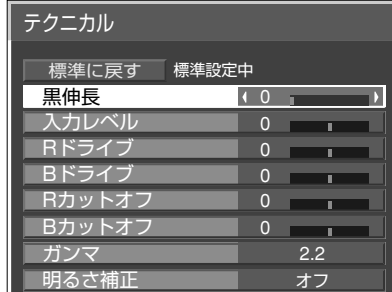 テクニカル
標準に戻す 標準設定中
黒伸長 0
入力レベル 0
Rドライブ 0
Bドライブ 0
Rカットオフ 0
Bカットオフ 0
ガンマ 2.2
明るさ補正 オフ